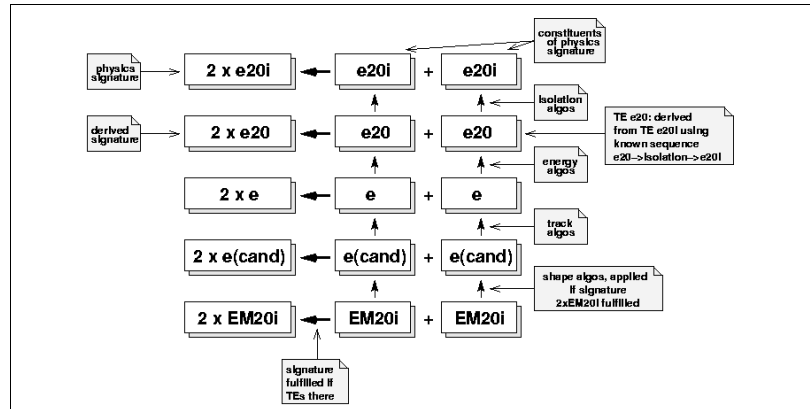 constituents
of physics
signature
physics
signature
2 x e20i
e20i + e20i
isolation
algos
derived
signature
2 x e20
e20 + e20
TE e20: derived
from TE e20i using
known sequence
e20->isolation->e20i
energy
algos
2 x e
e + e
track
algos
2 x e(cand)
e(cand) + e(cand)
shape algos, applied
if signature
2xEM20i fulfilled
2 x EM20i
EM20i + EM20i
signature
fulfilled if
TEs there